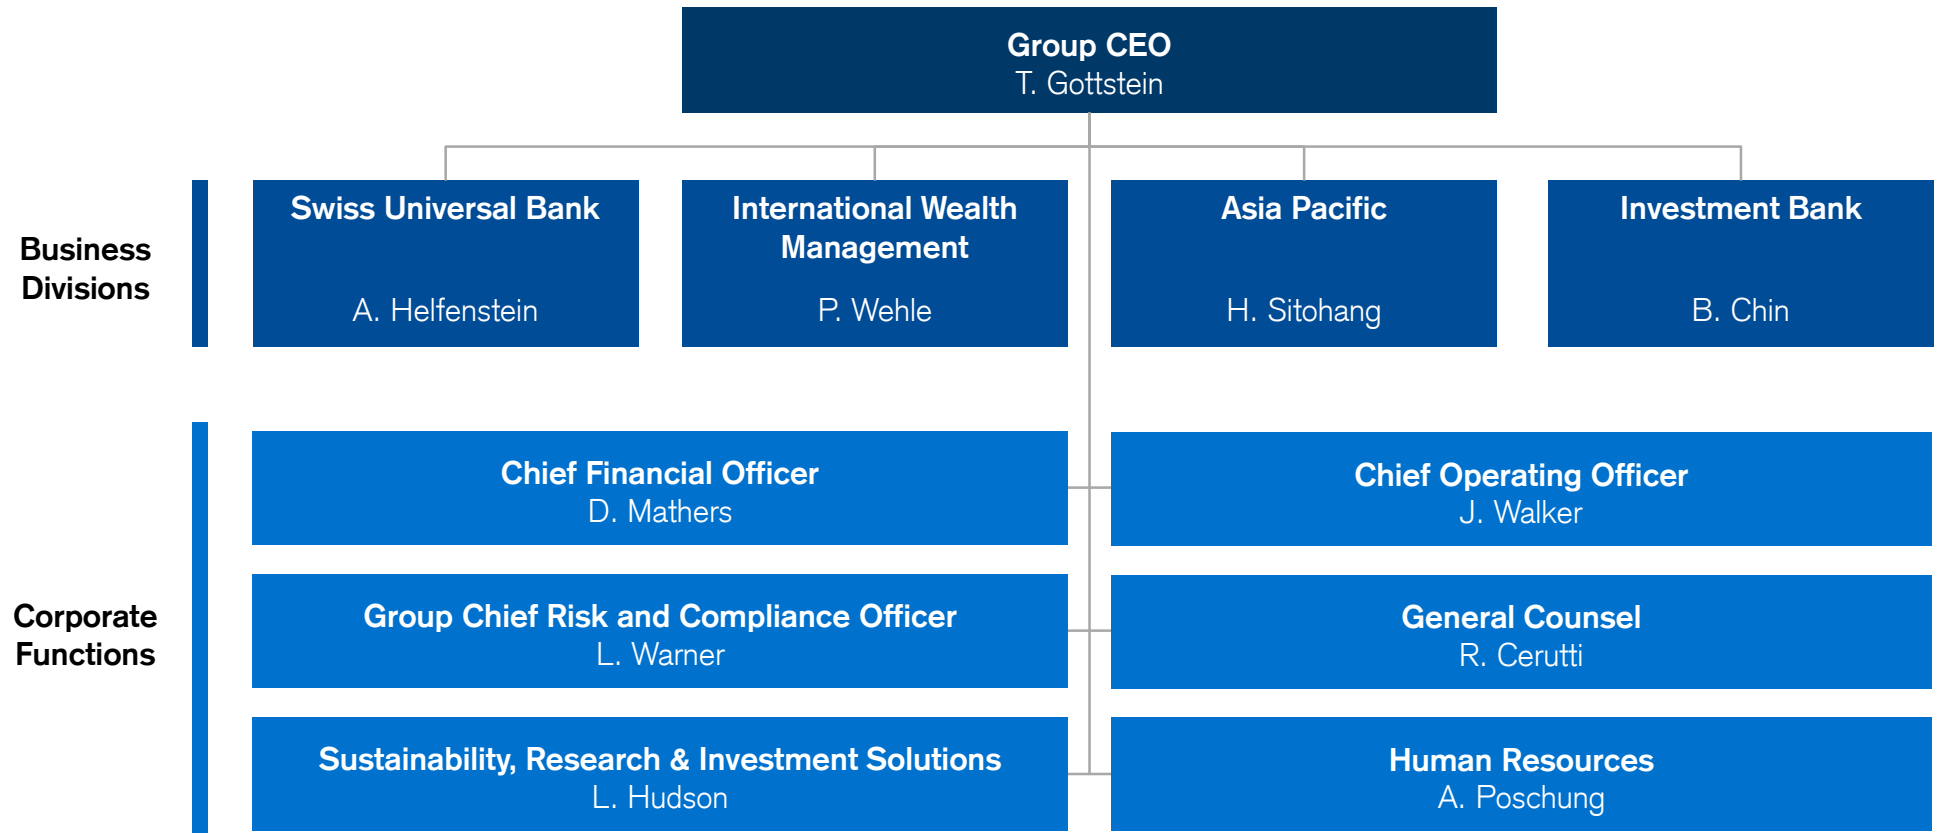 Group CEO
T. Gottstein
Business
Divisions
Swiss Universal Bank
A. Helfenstein
International Wealth
Management
P. Wehle
Asia Pacific
H. Sitohang
Investment Bank
B. Chin
Corporate
Functions
Chief Financial Officer
D. Mathers
Chief Operating Officer
J. Walker
Group Chief Risk and Compliance Officer
L. Warner
General Counsel
R. Cerutti
Sustainability, Research & Investment Solutions
L. Hudson
Human Resources
A. Poschung